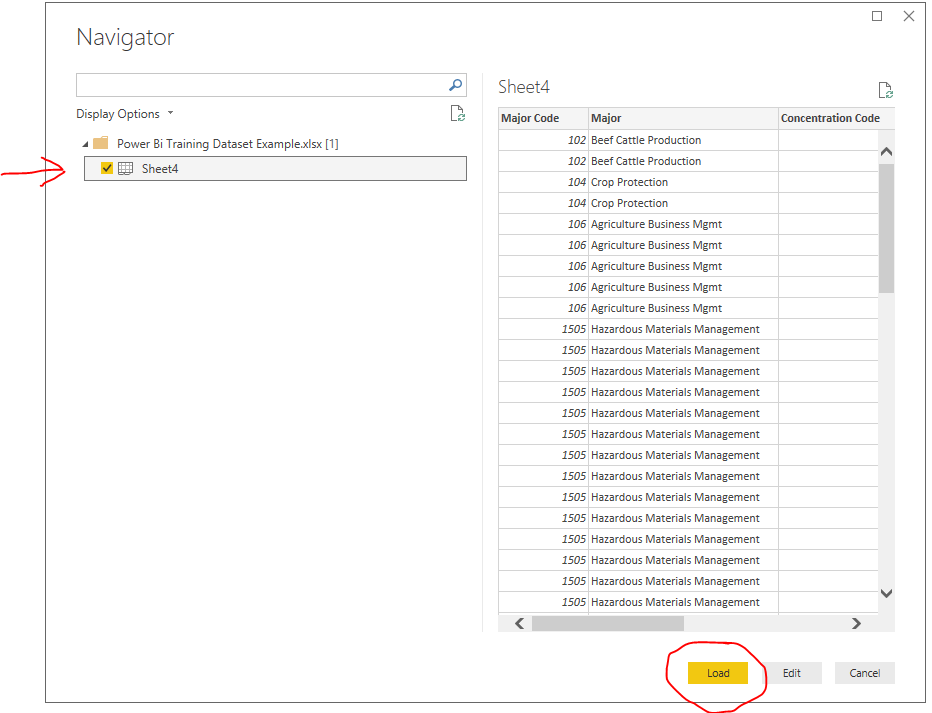 Navigator
Display Options
Power Bi Training Dataset Example.xlsx [1]
Sheet4
Sheet4
Major Code Major Concentration Code
102 Beef Cattle Production
102 Beef Cattle Production
104 Crop Protection
104 Crop Protection
106 Agriculture Business Mgmt
106 Agriculture Business Mgmt
106 Agriculture Business Mgmt
106 Agriculture Business Mgmt
106 Agriculture Business Mgmt
1505 Hazardous Materials Management
1505 Hazardous Materials Management
1505 Hazardous Materials Management
1505 Hazardous Materials Management
1505 Hazardous Materials Management
1505 Hazardous Materials Management
1505 Hazardous Materials Management
1505 Hazardous Materials Management
1505 Hazardous Materials Management
1505 Hazardous Materials Management
1505 Hazardous Materials Management
1505 Hazardous Materials Management
1505 Hazardous Materials Management
1505 Hazardous Materials Management
Load Edit Cancel